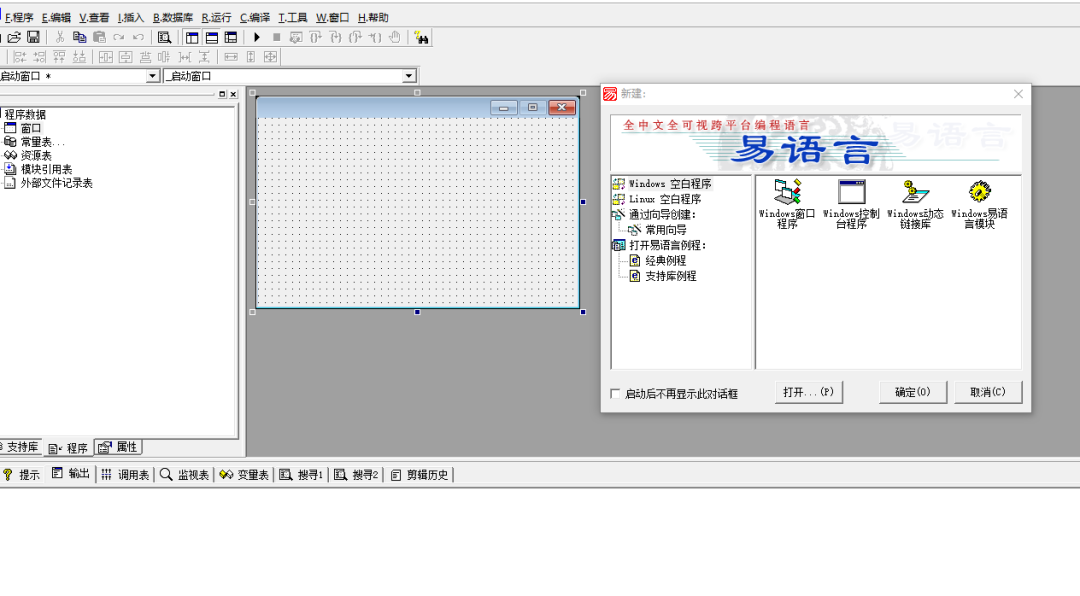 F.程序 E.编辑 V.查看 I.插入 B.数据库 R.运行 C.编译 T.工具 W.窗口 H.帮助
启动窗口 * _启动窗口
程序数据
窗口
常量表...
资源表
模块引用表
外部文件记录表
支持库 程序 属性
提示 输出 调用表 监视表 变量表 搜寻1 搜寻2 剪辑历史
新建:
全中文全可视跨平台编程语言
易语言
易语言
Windows 空白程序
Linux 空白程序
通过向导创建:
常用向导
打开易语言例程:
经典例程
支持库例程
Windows窗口
程序
Windows控制
台程序
Windows动态
链接库
Windows易语
言模块
启动后不再显示此对话框
打开...(P)
确定(O)
取消(C)